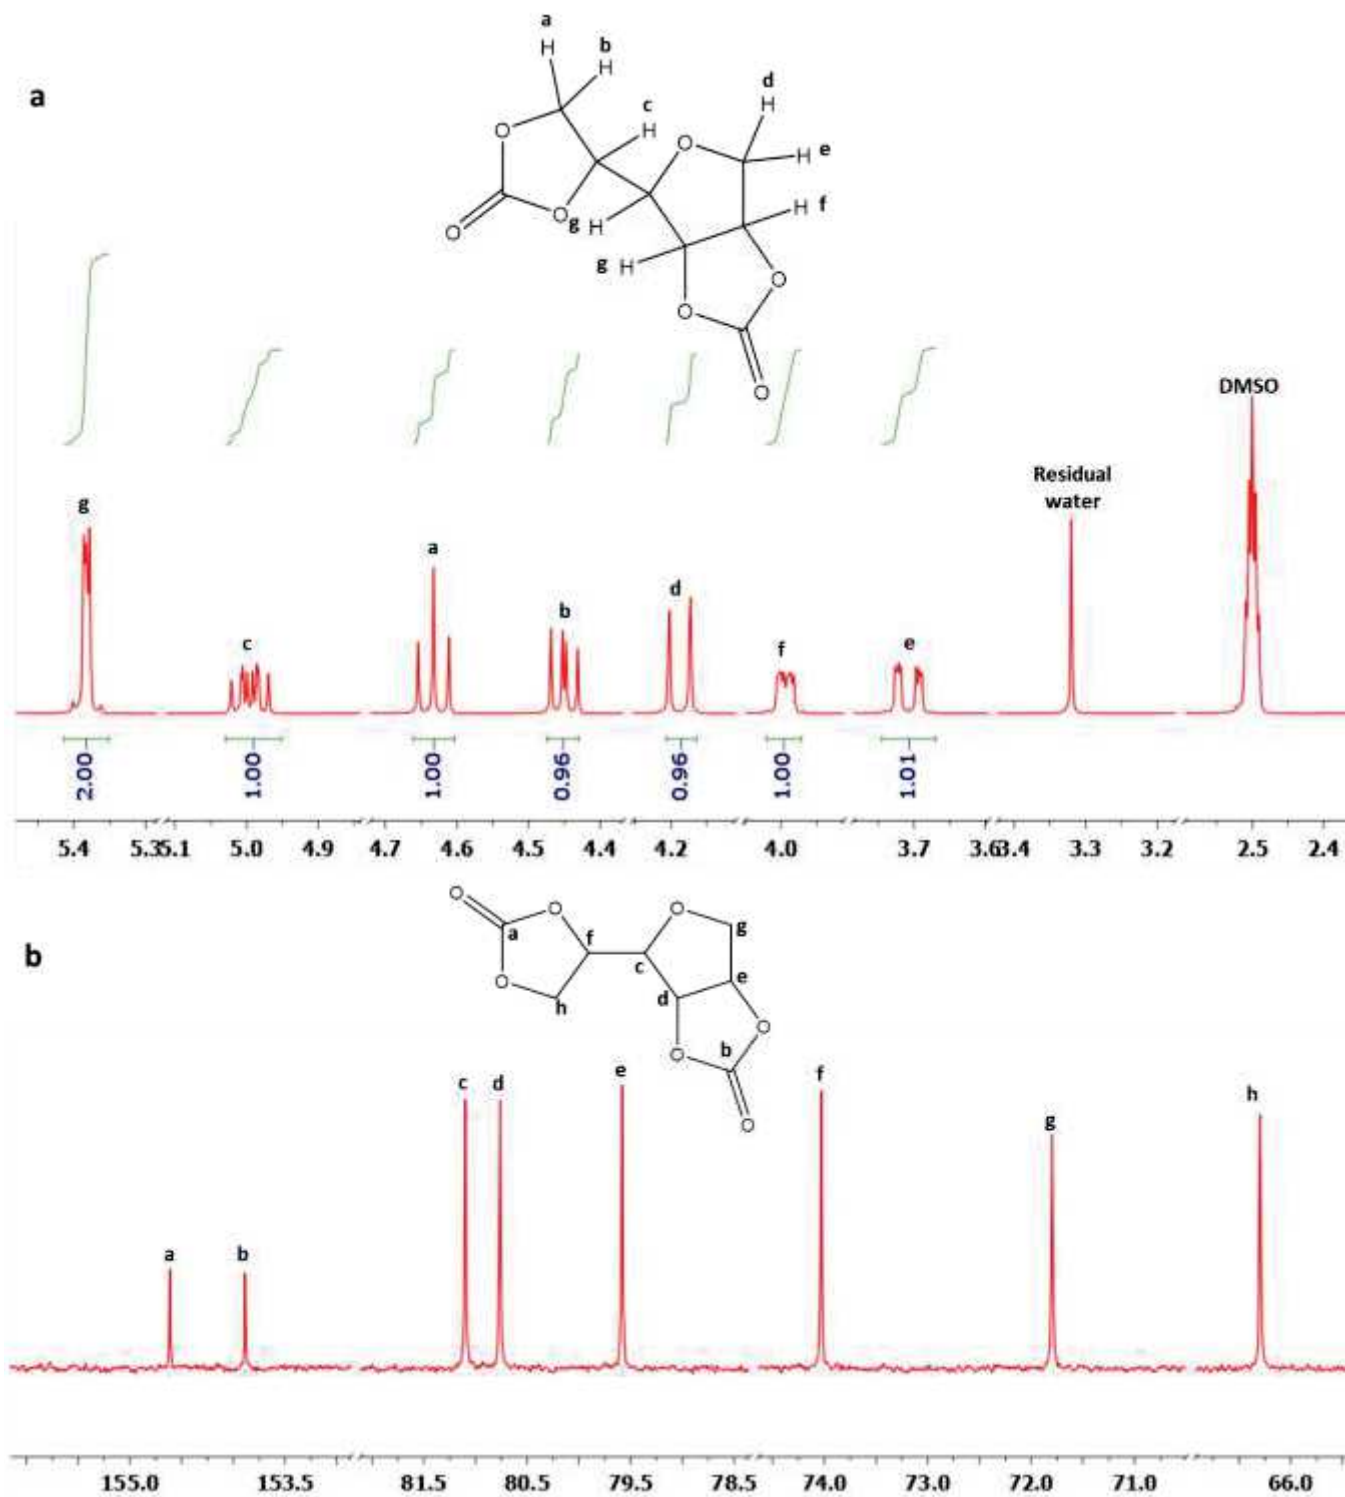 a
a
b
H
H
c
d
H
H
O
O
H
e
O
g
H
H
f
O
g
H
O
O
O
DMSO
Residual
water
g
c
a
b
d
f
e
2.00
1.00
1.00
0.96
0.96
1.00
1.01
5.4 5.35.1 5.0 4.9 4.7 4.6 4.5 4.4 4.2 4.0 3.7 3.63.4 3.3 3.2 2.5 2.4
b
O
O
O
g
a
f
c
e
O
h
d
O
b
O
O
a
b
c
d
e
f
g
h
155.0 153.5 81.5 80.5 79.5 78.5 74.0 73.0 72.0 71.0 66.0